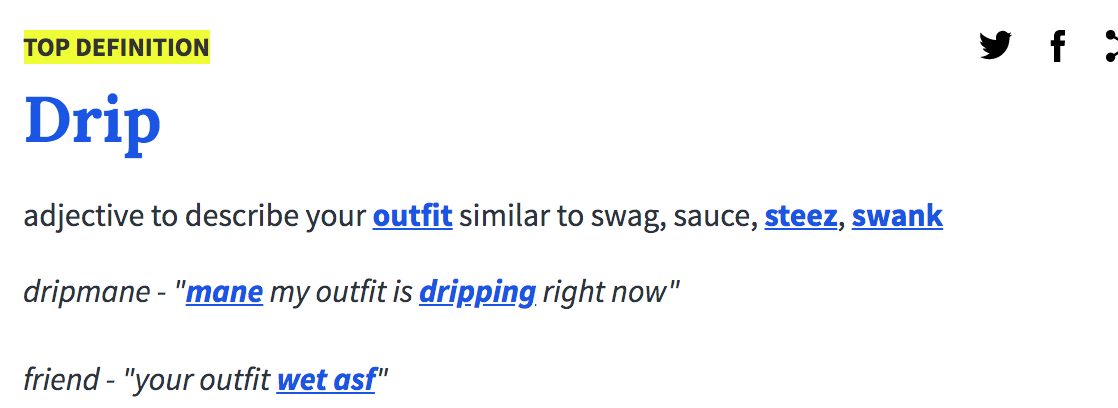 TOP DEFINITION
Drip
adjective to describe your outfit similar to swag, sauce, steez, swank
dripmane - "mane my outfit is dripping right now"
friend - "your outfit wet asf"